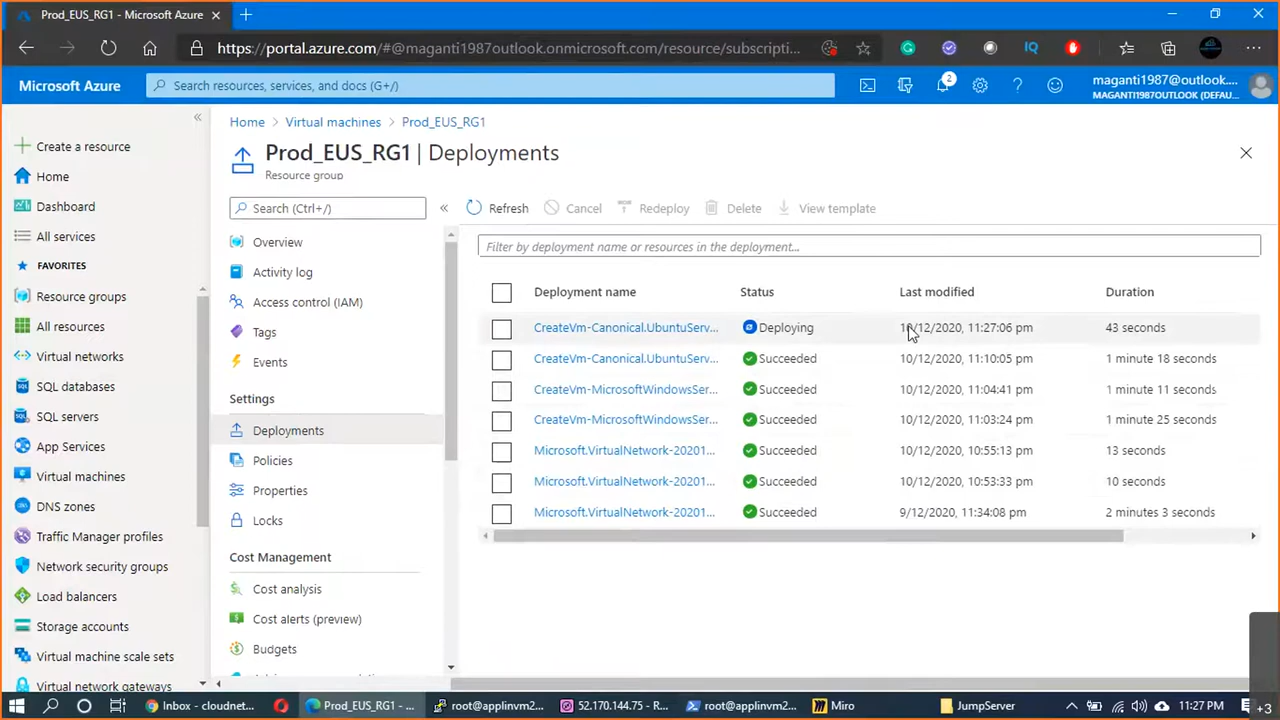 Prod_EUS_RG1 - Microsoft Azure
https://portal.azure.com/#@maganti1987outlook.onmicrosoft.com/resource/subscripti...
IQ
Microsoft Azure
Search resources, services, and docs (G+/)
2
maganti1987@outlook....
MAGANTI1987OUTLOOK (DEFAU...
Home > Virtual machines > Prod_EUS_RG1
Prod_EUS_RG1 | Deployments
Resource group
Create a resource
Home
Dashboard
All services
FAVORITES
Resource groups
All resources
Virtual networks
SQL databases
SQL servers
App Services
Virtual machines
DNS zones
Traffic Manager profiles
Network security groups
Load balancers
Storage accounts
Virtual machine scale sets
Virtual network gateways
Search (Ctrl+/)
Overview
Activity log
Access control (IAM)
Tags
Events
Settings
Deployments
Policies
Properties
Locks
Cost Management
Cost analysis
Cost alerts (preview)
Budgets
Refresh Cancel Redeploy Delete View template
Filter by deployment name or resources in the deployment...
Deployment name Status Last modified Duration
CreateVm-Canonical.UbuntuServ... Deploying 10/12/2020, 11:27:06 pm 43 seconds
CreateVm-Canonical.UbuntuServ... Succeeded 10/12/2020, 11:10:05 pm 1 minute 18 seconds
CreateVm-MicrosoftWindowsSer... Succeeded 10/12/2020, 11:04:41 pm 1 minute 11 seconds
CreateVm-MicrosoftWindowsSer... Succeeded 10/12/2020, 11:03:24 pm 1 minute 25 seconds
Microsoft.VirtualNetwork-20201... Succeeded 10/12/2020, 10:55:13 pm 13 seconds
Microsoft.VirtualNetwork-20201... Succeeded 10/12/2020, 10:53:33 pm 10 seconds
Microsoft.VirtualNetwork-20201... Succeeded 9/12/2020, 11:34:08 pm 2 minutes 3 seconds
Inbox - cloudnet... Prod_EUS_RG1 - ... root@applinvm2... 52.170.144.75 - R... root@applinvm2... Miro JumpServer 11:27 PM +3